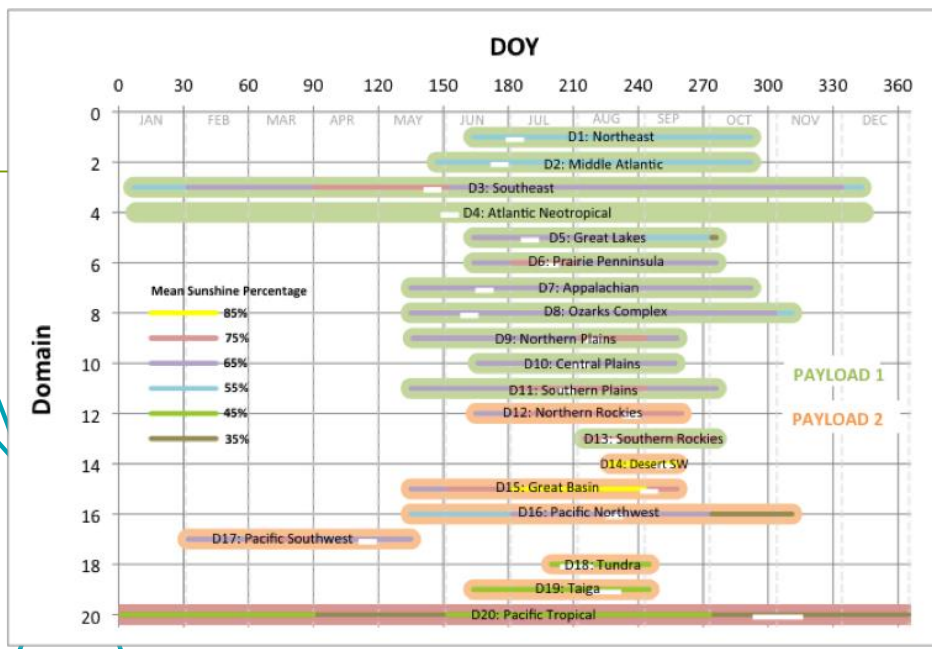 DOY
0 30 60 90 120 150 180 210 240 270 300 330 360
0
JAN FEB MAR APR MAY JUN JUL AUG SEP OCT NOV DEC
D1: Northeast
2 D2: Middle Atlantic
D3: Southeast
4 D4: Atlantic Neotropical
D5: Great Lakes
6 D6: Prairie Penninsula
D7: Appalachian
Mean Sunshine Percentage
8 D8: Ozarks Complex
85%
75% D9: Northern Plains
10 65% D10: Central Plains
PAYLOAD 1
55% D11: Southern Plains
12 45% D12: Northern Rockies
PAYLOAD 2
35% D13: Southern Rockies
14 D14: Desert SW
D15: Great Basin
16 D16: Pacific Northwest
D17: Pacific Southwest
18 D18: Tundra
D19: Taiga
20 D20: Pacific Tropical
Domain